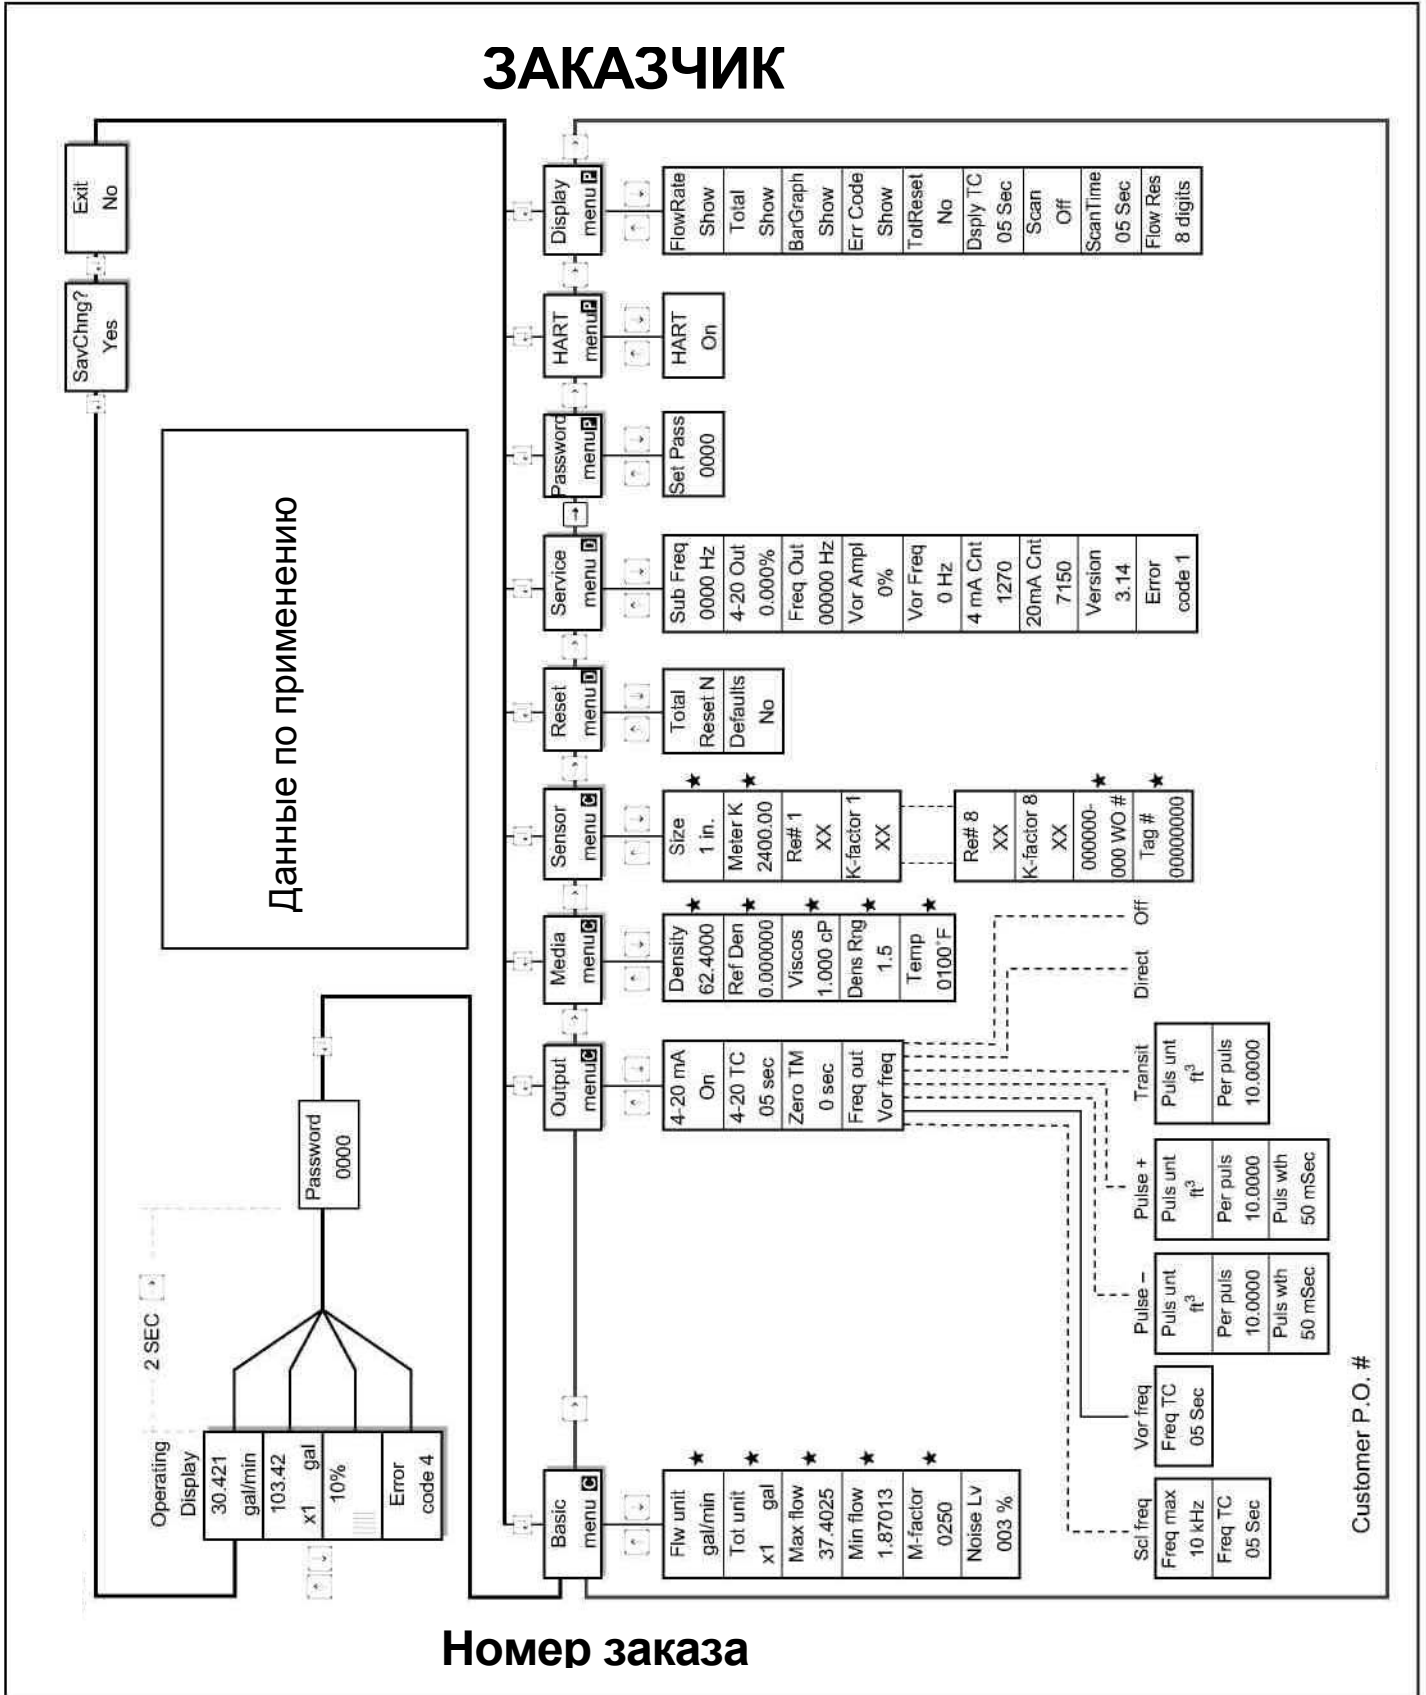 ЗАКАЗЧИК
Данные по применению
Operating
Display
30.421
gal/min
103.42
x1 gal
10%
Error
code 4
2 SEC
Password
0000
SavChng?
Yes
Exit
No
Basic
menu C
Flw unit
gal/min
Tot unit
x1 gal
Max flow
37.4025
Min flow
1.87013
M-factor
0250
Noise Lv
003 %
Output
menu C
4-20 mA
On
4-20 TC
05 sec
Zero TM
0 sec
Freq out
Vor freq
Scl freq
Freq max
10 kHz
Freq TC
05 Sec
Vor freq
Freq TC
05 Sec
Pulse –
Puls unt
ft³
Per puls
10.0000
Puls wth
50 mSec
Pulse +
Puls unt
ft³
Per puls
10.0000
Puls wth
50 mSec
Transit
Puls unt
ft³
Per puls
10.0000
Direct
Off
Media
menu C
Density
62.4000
Ref Den
0.000000
Viscos
1.000 cP
Dens Rng
1.5
Temp
0100°F
Sensor
menu C
Size
1 in.
Meter K
2400.00
Re# 1
XX
K-factor 1
XX
Re# 8
XX
K-factor 8
XX
000000-
000 WO #
Tag #
00000000
Reset
menu D
Total
Reset N
Defaults
No
Service
menu D
Sub Freq
0000 Hz
4-20 Out
0.000%
Freq Out
00000 Hz
Vor Ampl
0%
Vor Freq
0 Hz
4 mA Cnt
1270
20mA Cnt
7150
Version
3.14
Error
code 1
Password
menu P
Set Pass
0000
HART
menu P
HART
On
Display
menu P
FlowRate
Show
Total
Show
BarGraph
Show
Err Code
Show
TotReset
No
Dsply TC
05 Sec
Scan
Off
ScanTime
05 Sec
Flow Res
8 digits
Customer P.O. #
Номер заказа